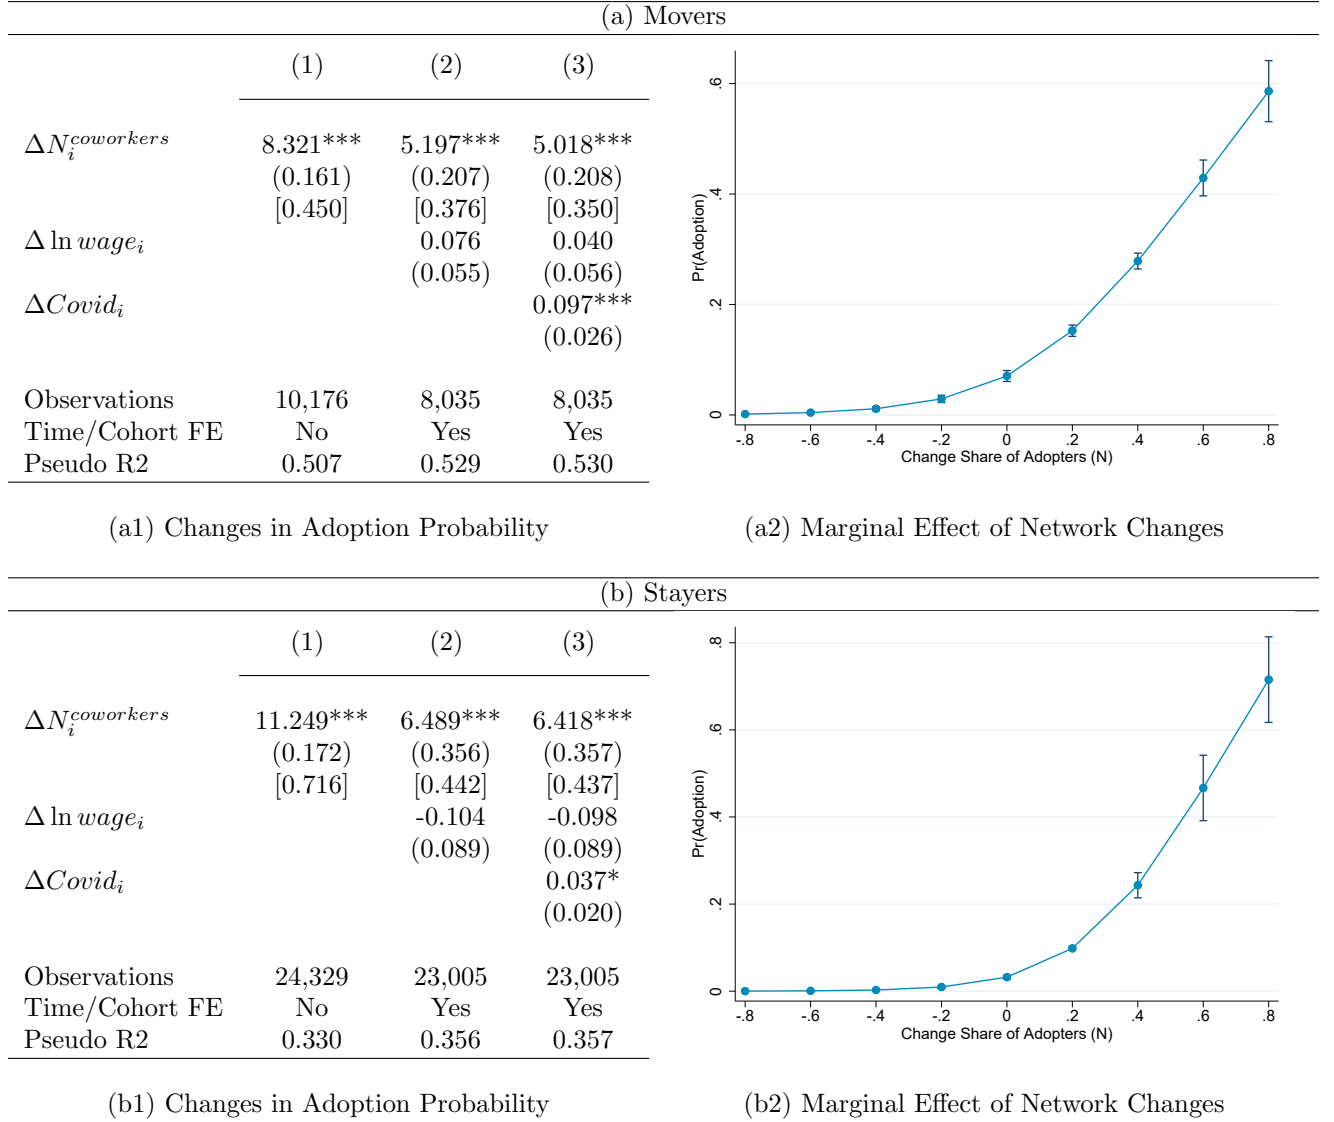 (a) Movers
(1) (2) (3)
ΔN_i^{coworkers} 8.321*** 5.197*** 5.018***
(0.161) (0.207) (0.208)
[0.450] [0.376] [0.350]
Δ ln wage_i 0.076 0.040
(0.055) (0.056)
ΔCovid_i 0.097***
(0.026)
Observations 10,176 8,035 8,035
Time/Cohort FE No Yes Yes
Pseudo R2 0.507 0.529 0.530
(a1) Changes in Adoption Probability
Pr(Adoption)
.6
.4
.2
0
-.8 -.6 -.4 -.2 0 .2 .4 .6 .8
Change Share of Adopters (N)
(a2) Marginal Effect of Network Changes
(b) Stayers
(1) (2) (3)
ΔN_i^{coworkers} 11.249*** 6.489*** 6.418***
(0.172) (0.356) (0.357)
[0.716] [0.442] [0.437]
Δ ln wage_i -0.104 -0.098
(0.089) (0.089)
ΔCovid_i 0.037*
(0.020)
Observations 24,329 23,005 23,005
Time/Cohort FE No Yes Yes
Pseudo R2 0.330 0.356 0.357
(b1) Changes in Adoption Probability
Pr(Adoption)
.8
.6
.4
.2
0
-.8 -.6 -.4 -.2 0 .2 .4 .6 .8
Change Share of Adopters (N)
(b2) Marginal Effect of Network Changes